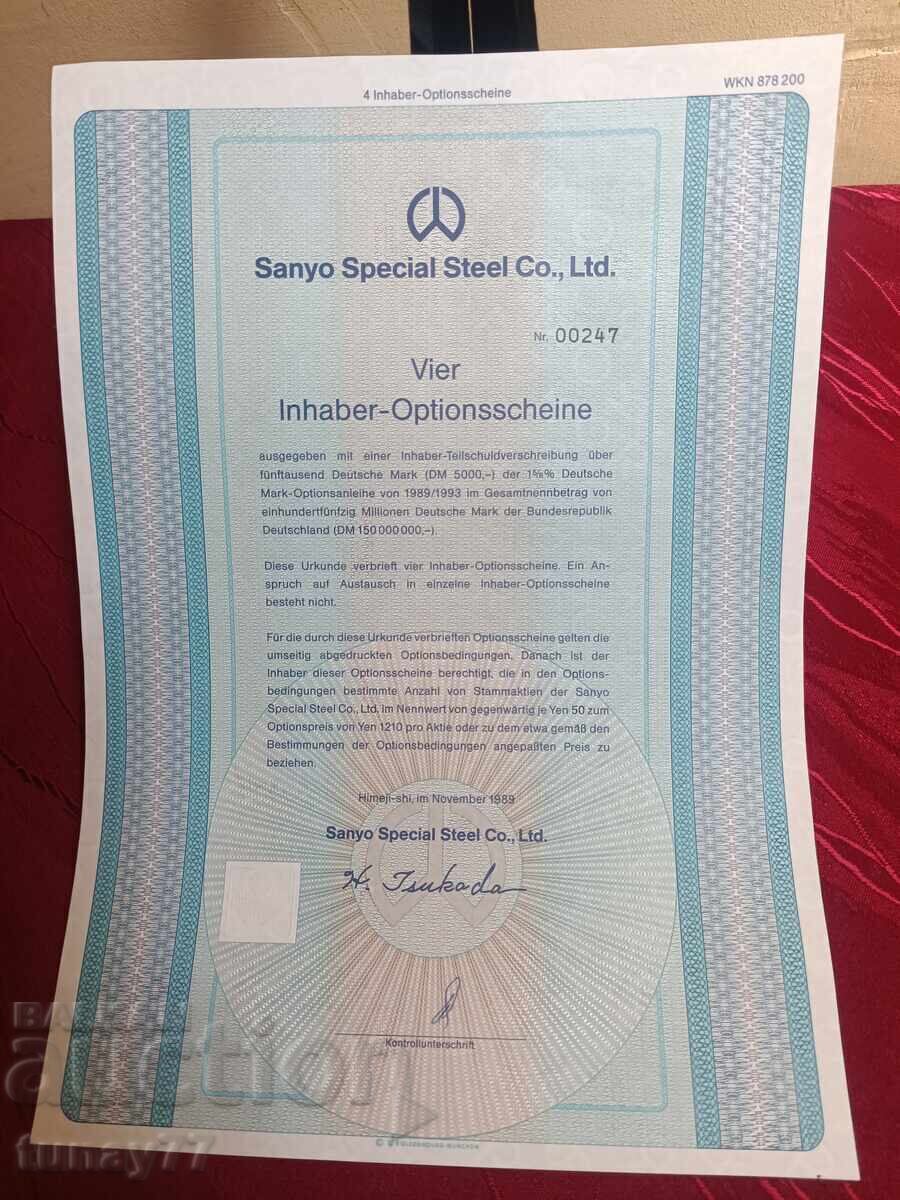 4 Inhaber-Optionsscheine
WKN 878 200
Sanyo Special Steel Co., Ltd.
Nr. 00247
Vier
Inhaber-Optionsscheine
ausgegeben mit einer Inhaber-Teilschuldverschreibung über
fünftausend Deutsche Mark (DM 5000,–) der % Deutsche
Mark-Optionsanleihe von 1989/1993 im Gesamtnennbetrag von
einhundertfünfzig Millionen Deutsche Mark der Bundesrepublik
Deutschland (DM 150 000 000,–).
Diese Urkunde verbrieft vier Inhaber-Optionsscheine. Ein An-
spruch auf Austausch in einzelne Inhaber-Optionsscheine
besteht nicht.
Für die durch diese Urkunde verbrieften Optionsscheine gelten die
umseitig abgedruckten Optionsbedingungen. Danach ist der
Inhaber dieser Optionsscheine berechtigt, die in den Options-
bedingungen bestimmte Anzahl von Stammaktien der Sanyo
Special Steel Co., Ltd. im Nennwert von gegenwärtig je Yen 50 zum
Optionspreis von Yen 1210 pro Aktie oder zu dem etwa gemäß den
Bestimmungen der Optionsbedingungen angepaßten Preis zu
beziehen.
Himeji-shi, im November 1989
Sanyo Special Steel Co., Ltd.
H. Tsukada
Kontrollunterschrift
auction
tunay77